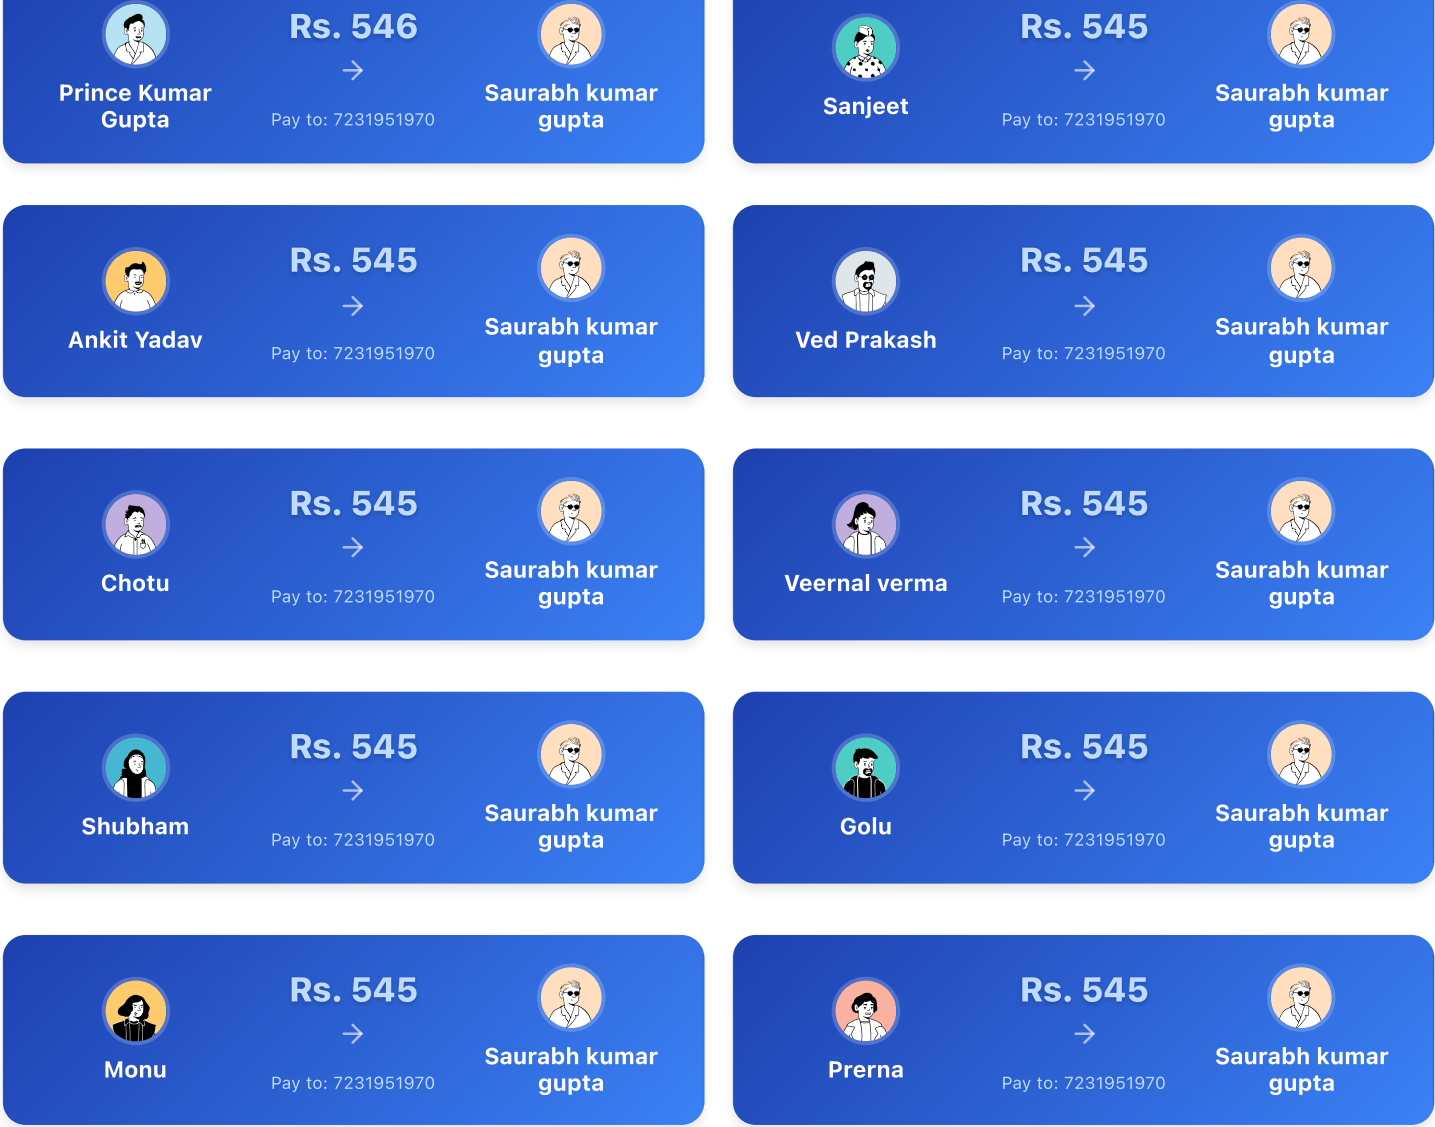 Rs. 546
Prince Kumar
Gupta
Pay to: 7231951970
Saurabh kumar
gupta
Rs. 545
Sanjeet
Pay to: 7231951970
Saurabh kumar
gupta
Rs. 545
Ankit Yadav
Pay to: 7231951970
Saurabh kumar
gupta
Rs. 545
Ved Prakash
Pay to: 7231951970
Saurabh kumar
gupta
Rs. 545
Chotu
Pay to: 7231951970
Saurabh kumar
gupta
Rs. 545
Veernal verma
Pay to: 7231951970
Saurabh kumar
gupta
Rs. 545
Shubham
Pay to: 7231951970
Saurabh kumar
gupta
Rs. 545
Golu
Pay to: 7231951970
Saurabh kumar
gupta
Rs. 545
Monu
Pay to: 7231951970
Saurabh kumar
gupta
Rs. 545
Prerna
Pay to: 7231951970
Saurabh kumar
gupta